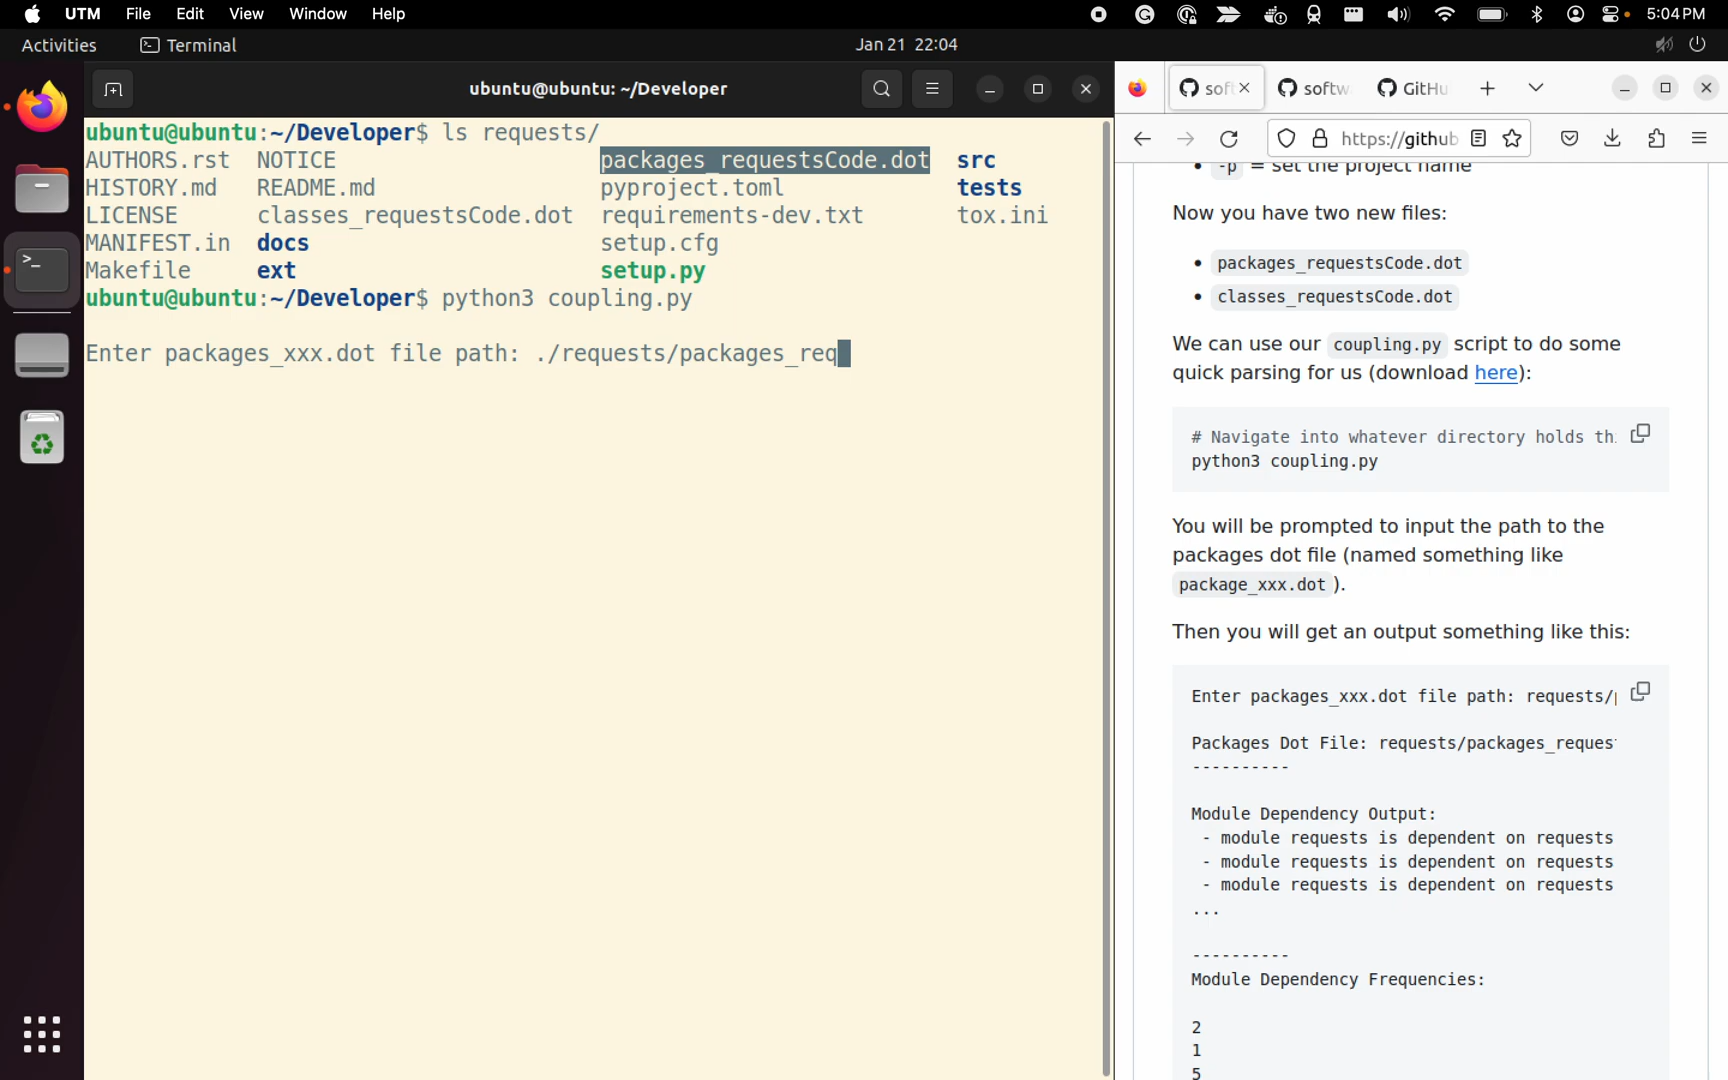 UTM File Edit View Window Help 5:04 PM
Activities Terminal Jan 21 22:04
ubuntu@ubuntu: ~/Developer
ubuntu@ubuntu:~/Developer$ ls requests/
AUTHORS.rst NOTICE packages_requestsCode.dot src
HISTORY.md README.md pyproject.toml tests
LICENSE classes_requestsCode.dot requirements-dev.txt tox.ini
MANIFEST.in docs setup.cfg
Makefile ext setup.py
ubuntu@ubuntu:~/Developer$ python3 coupling.py
Enter packages_xxx.dot file path: ./requests/packages_req
soft softw GitHu
https://github
-p = set the project name
Now you have two new files:
• packages_requestsCode.dot
• classes_requestsCode.dot
We can use our coupling.py script to do some
quick parsing for us (download here):
# Navigate into whatever directory holds thi
python3 coupling.py
You will be prompted to input the path to the
packages dot file (named something like
package_xxx.dot ).
Then you will get an output something like this:
Enter packages_xxx.dot file path: requests/p
Packages Dot File: requests/packages_reques
----------
Module Dependency Output:
- module requests is dependent on requests
- module requests is dependent on requests
- module requests is dependent on requests
...
----------
Module Dependency Frequencies:
2
1
5